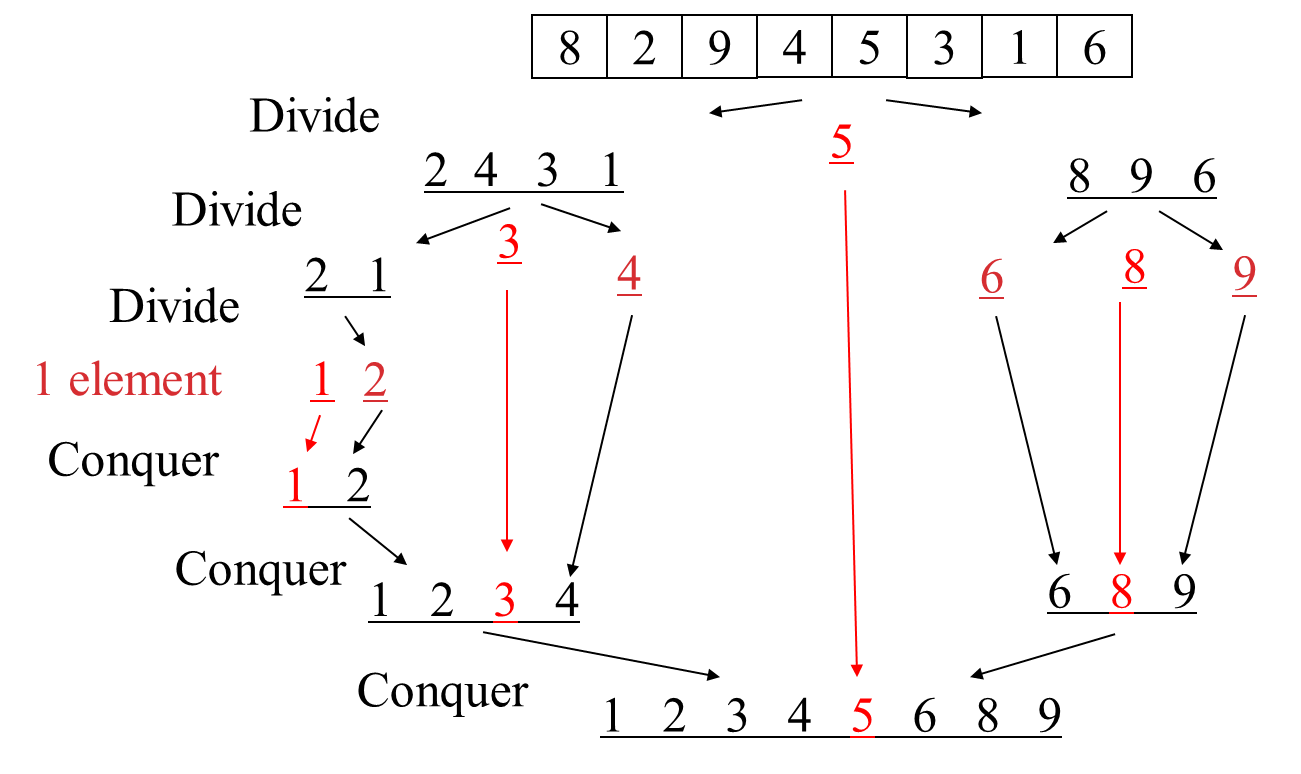 8 2 9 4 5 3 1 6
Divide
5
2 4 3 1
8 9 6
Divide
3
4
6
8
9
2 1
Divide
1 element
1 2
Conquer
1 2
Conquer
1 2 3 4
6 8 9
Conquer
1 2 3 4 5 6 8 9